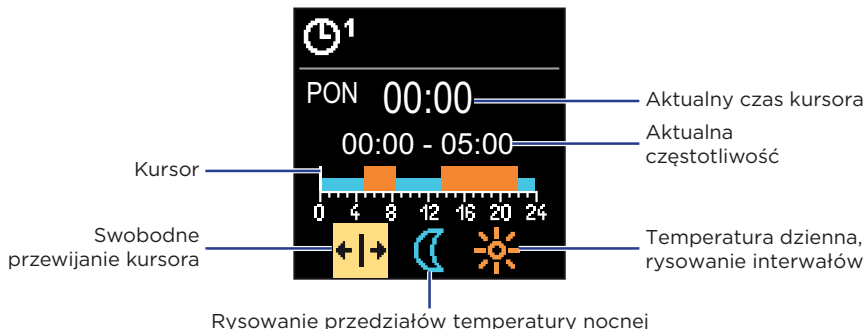 1
PON 00:00
Aktualny czas kursora
00:00 - 05:00
Aktualna
częstotliwość
Kursor
0 4 8 12 16 20 24
Swobodne
przewijanie kursora
Temperatura dzienna,
rysowanie interwałów
Rysowanie przedziałów temperatury nocnej